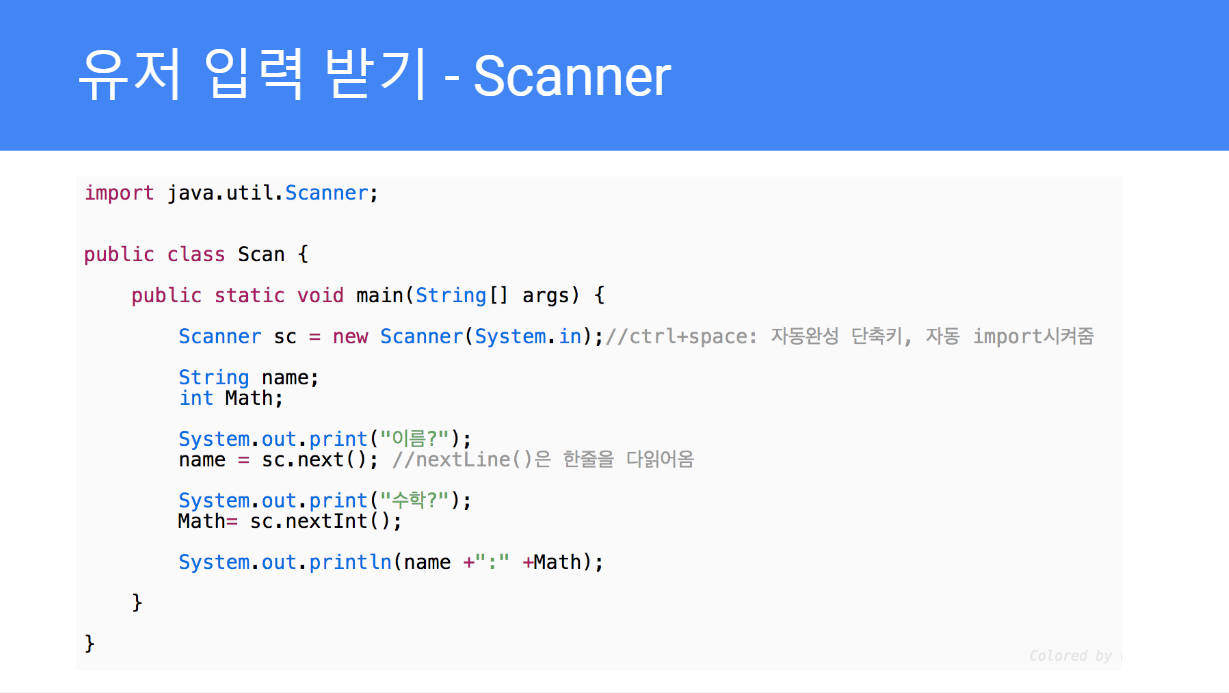 유저 입력 받기 - Scanner
import java.util.Scanner;
public class Scan {
public static void main(String[] args) {
Scanner sc = new Scanner(System.in);//ctrl+space: 자동완성 단축키, 자동 import시켜줌
String name;
int Math;
System.out.print("이름?");
name = sc.next(); //nextLine()은 한줄을 다읽어옴
System.out.print("수학?");
Math= sc.nextInt();
System.out.println(name +":" +Math);
}
}
Colored by